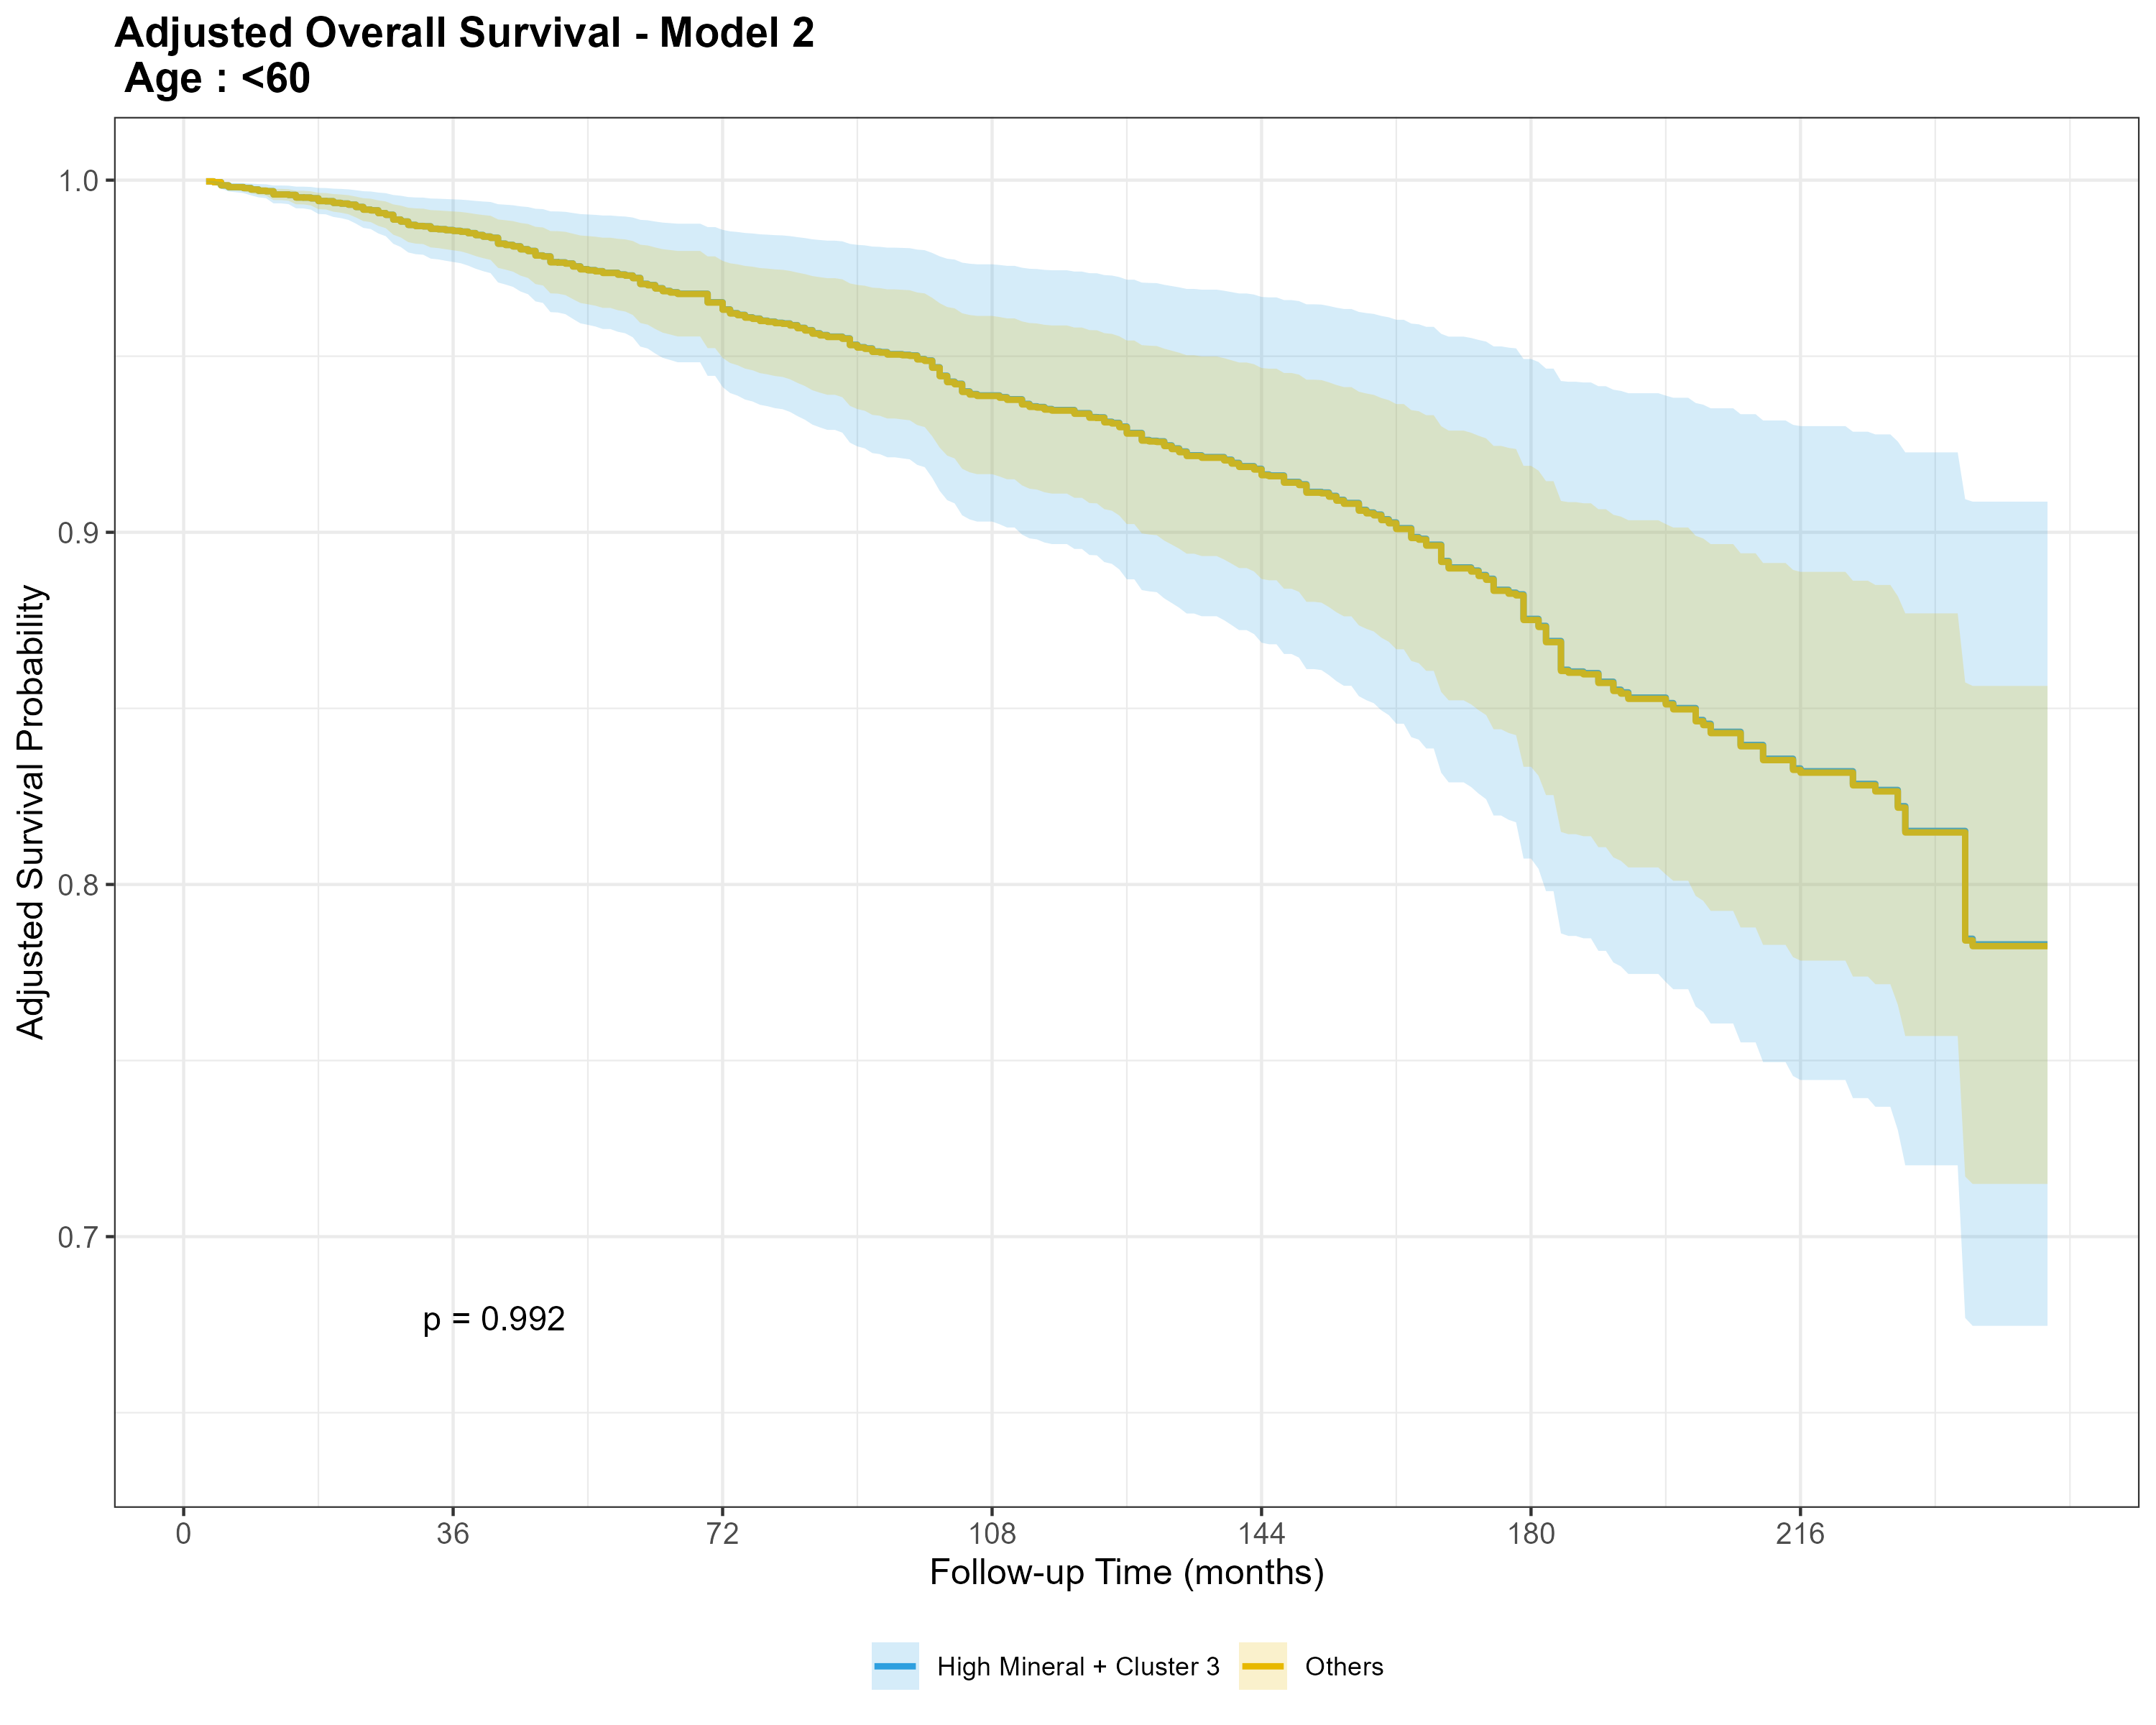 Adjusted Overall Survival - Model 2
Age : <60
Adjusted Survival Probability
1.0
0.9
0.8
0.7
p = 0.992
0 36 72 108 144 180 216
Follow-up Time (months)
High Mineral + Cluster 3 Others